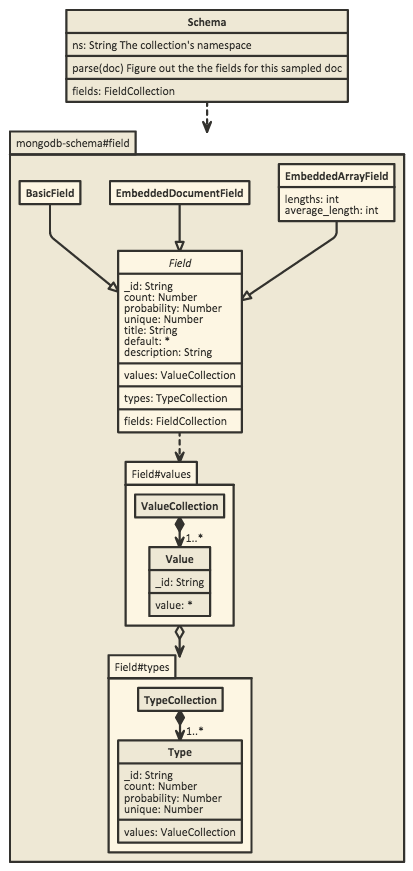 Schema
ns: String The collection's namespace
parse(doc) Figure out the the fields for this sampled doc
fields: FieldCollection
mongodb-schema#field
BasicField
EmbeddedDocumentField
EmbeddedArrayField
lengths: int
average_length: int
Field
_id: String
count: Number
probability: Number
unique: Number
title: String
default: *
description: String
values: ValueCollection
types: TypeCollection
fields: FieldCollection
Field#values
ValueCollection
1..*
Value
_id: String
value: *
Field#types
TypeCollection
1..*
Type
_id: String
count: Number
probability: Number
unique: Number
values: ValueCollection